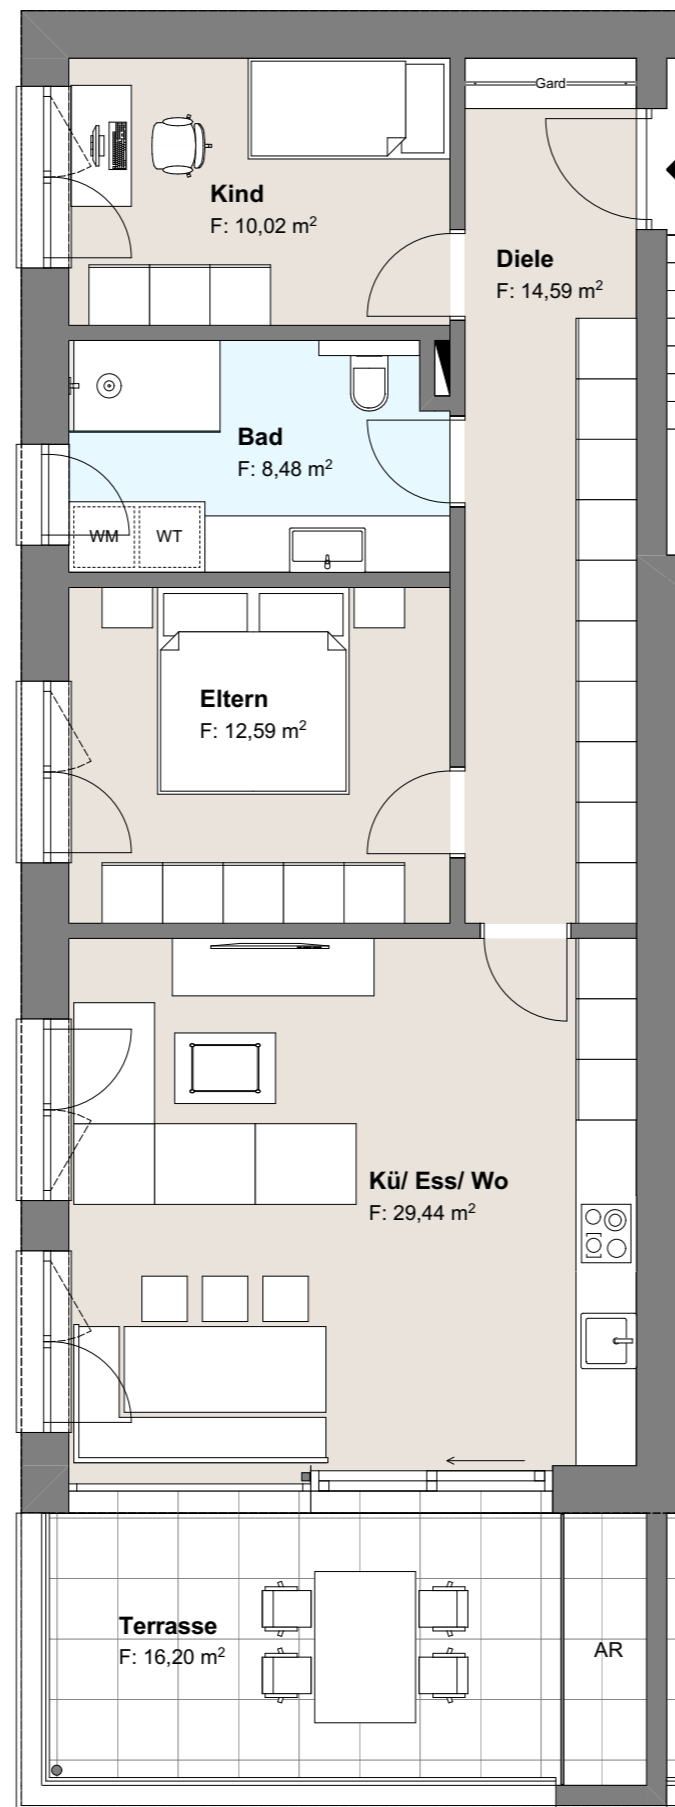 Gard
Kind
F: 10,02 m²
Diele
F: 14,59 m²
Bad
F: 8,48 m²
WM
WT
Eltern
F: 12,59 m²
Kü/ Ess/ Wo
F: 29,44 m²
Terrasse
F: 16,20 m²
AR